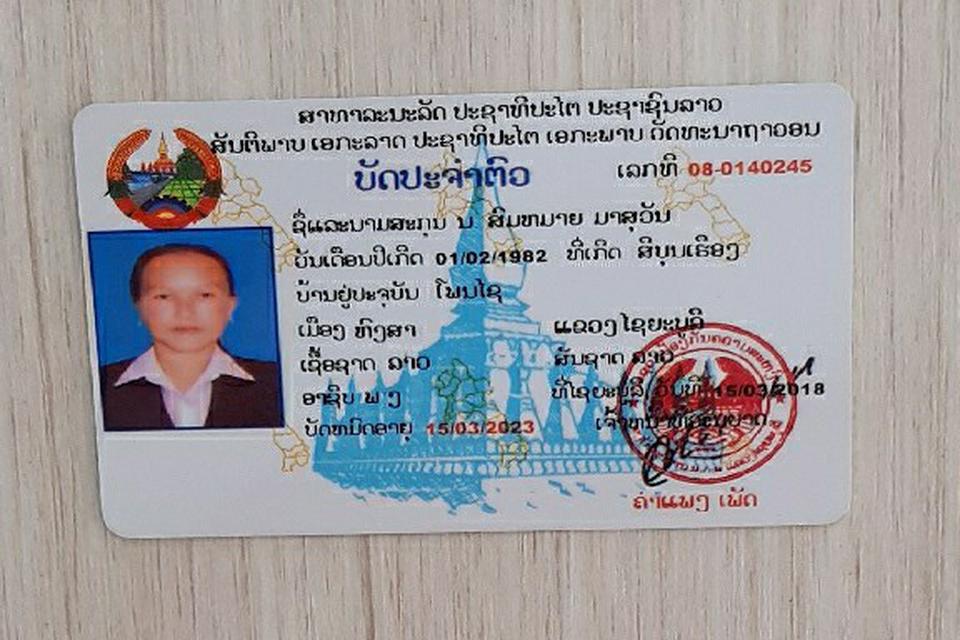 ສາທາລະນະລັດ ປະຊາທິປະໄຕ ປະຊາຊົນລາວ
ສັນຕິພາບ ເອກະລາດ ປະຊາທິປະໄຕ ເອກະພາບ ວັດທະນາຖາວອນ
ບັດປະຈຳຕົວ
ເລກທີ 08-0140245
ຊື່ແລະນາມສະກຸນ ນ ສົມຫມາຍ ມາສຸວັນ
ວັນເດືອນປີເກີດ 01/02/1982 ທີ່ເກີດ ສີບຸນເຮືອງ
ບ້ານຢູ່ປະຈຸບັນ ໂພນໄຊ
ເມືອງ ຫົງສາ ແຂວງໄຊຍະບູລີ
ເຊື້ອຊາດ ລາວ ສັນຊາດ ລາວ
ອາຊີບ ພ ງ ທີ່ໄຊຍະບູລີ ວັນທີ 15/03/2018
ບັດຫມົດອາຍຸ 15/03/2023 ເຈົ້າຫນ້າທີ່ອະນຸຍາດ
ຄຳແພງ ເພັດ